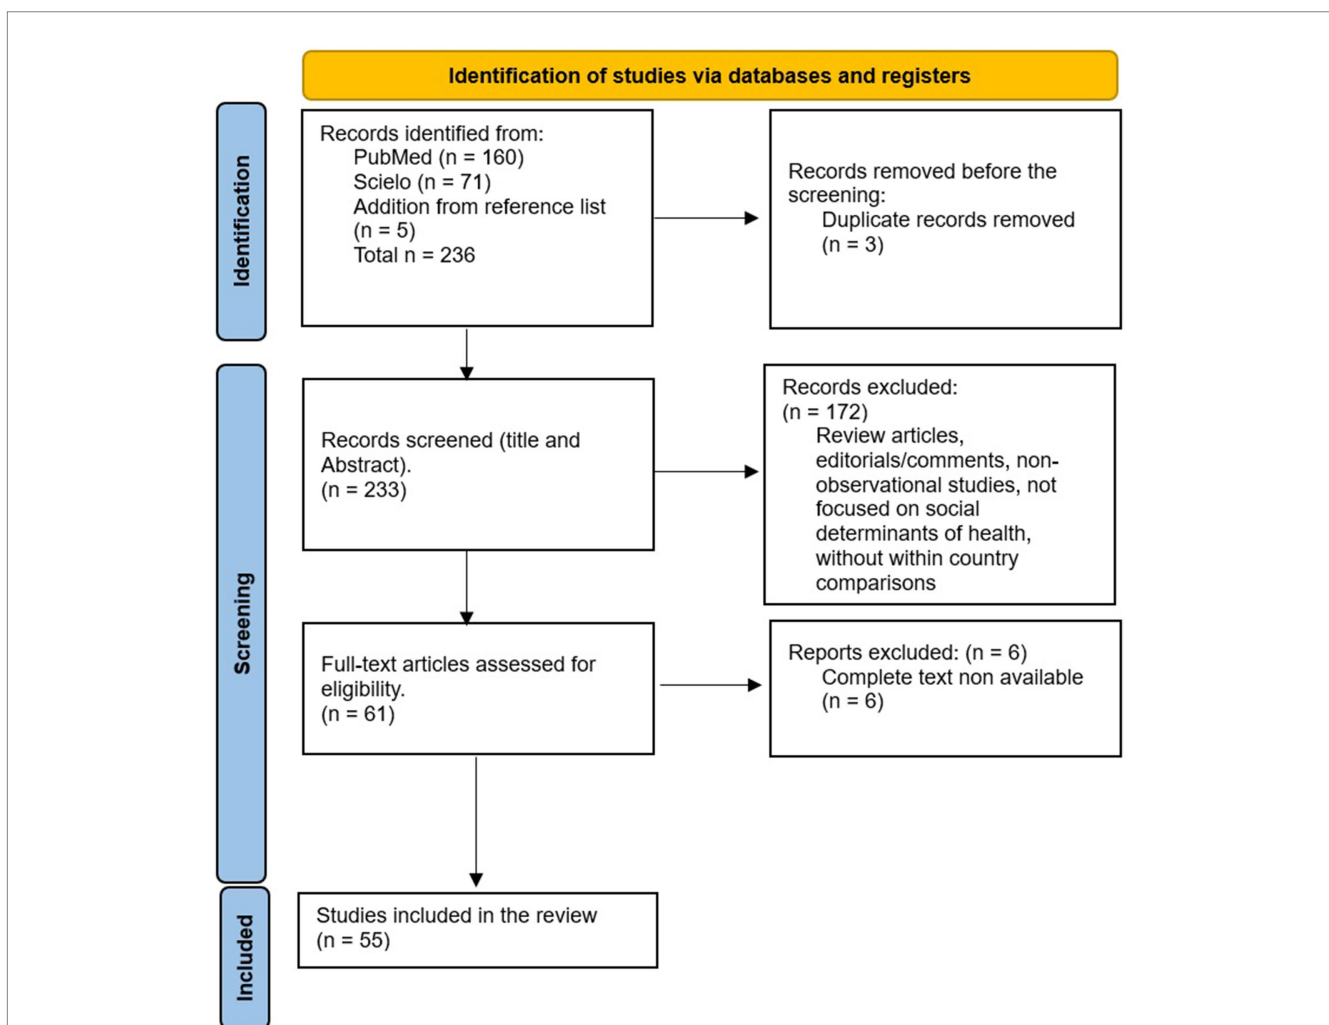 Identification of studies via databases and registers
Identification
Records identified from:
PubMed (n = 160)
Scielo (n = 71)
Addition from reference list
(n = 5)
Total n = 236
Records removed before the
screening:
Duplicate records removed
(n = 3)
Screening
Records screened (title and
Abstract).
(n = 233)
Records excluded:
(n = 172)
Review articles,
editorials/comments, non-
observational studies, not
focused on social
determinants of health,
without within country
comparisons
Full-text articles assessed for
eligibility.
(n = 61)
Reports excluded: (n = 6)
Complete text non available
(n = 6)
Included
Studies included in the review
(n = 55)